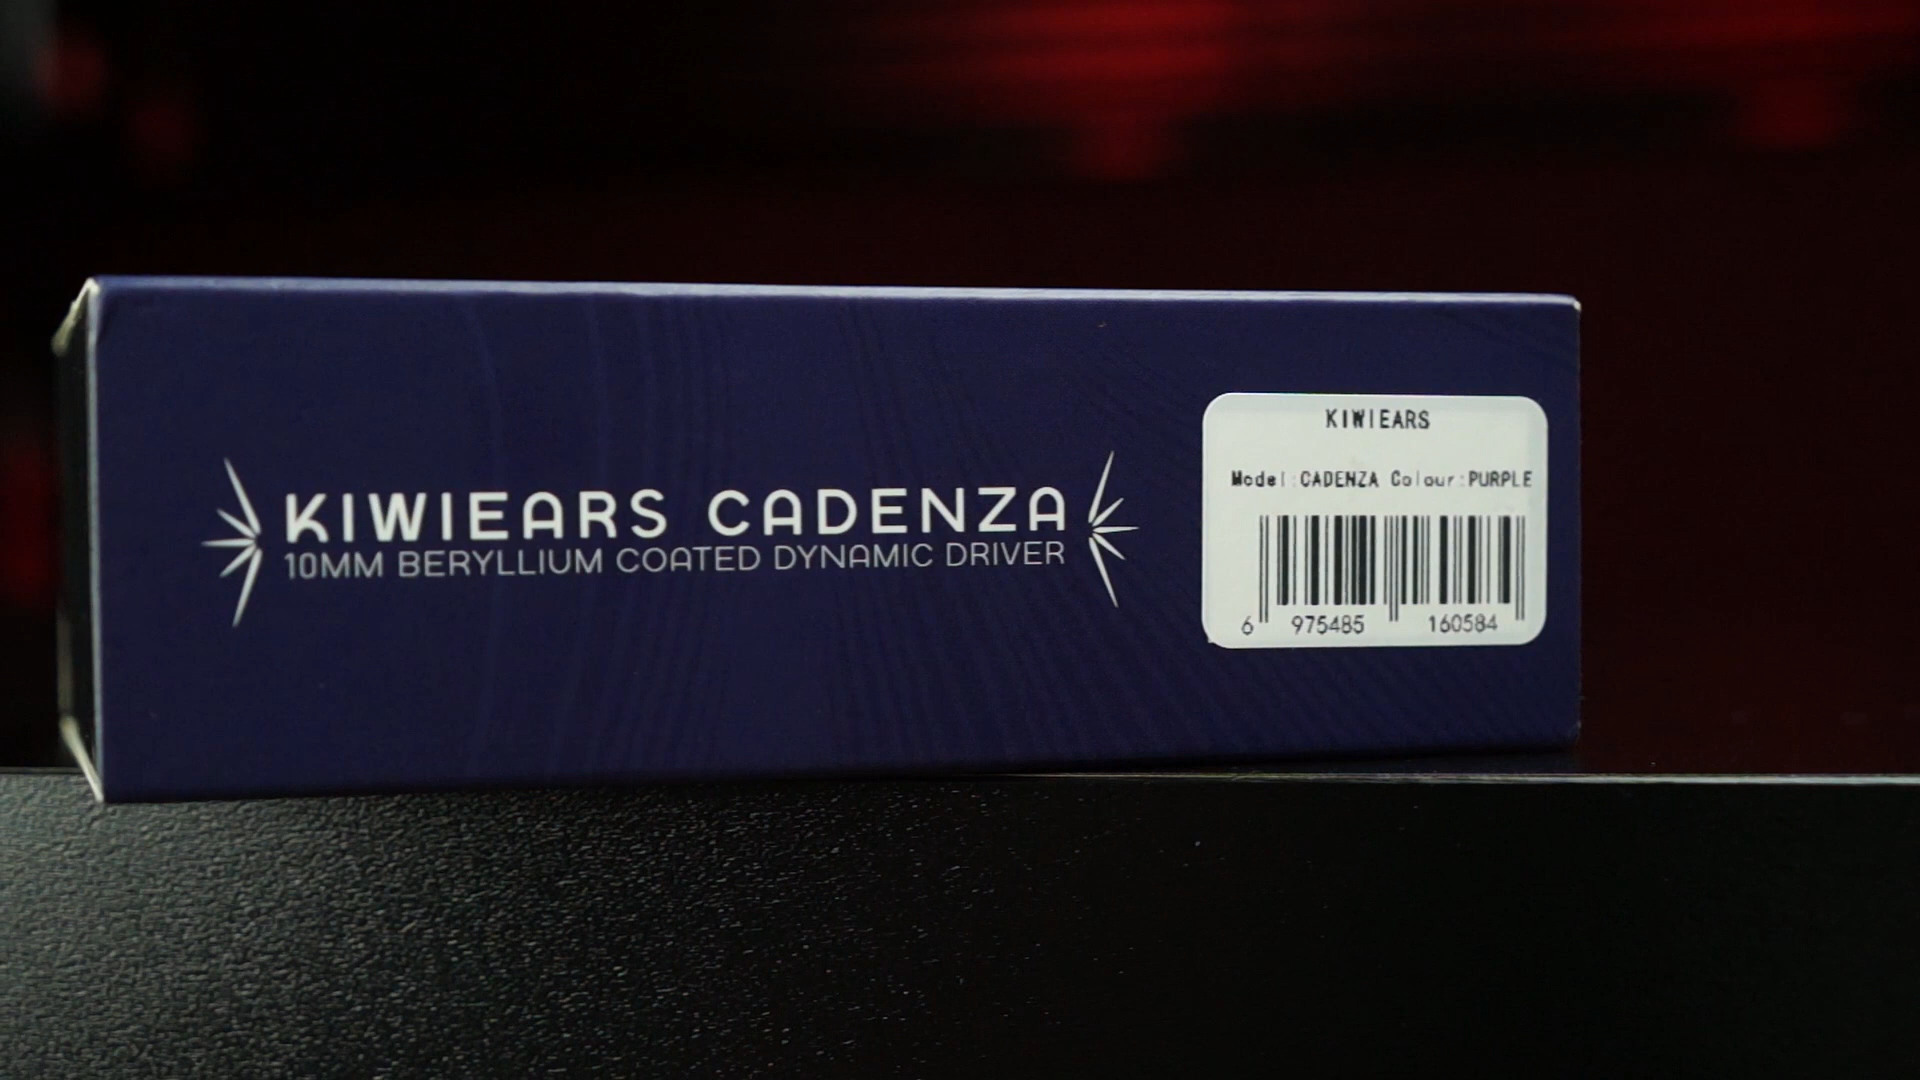 KIWIEARS CADENZA
10MM BERYLLIUM COATED DYNAMIC DRIVER
KIWIEARS
Model:CADENZA Colour:PURPLE
6 975485 160584